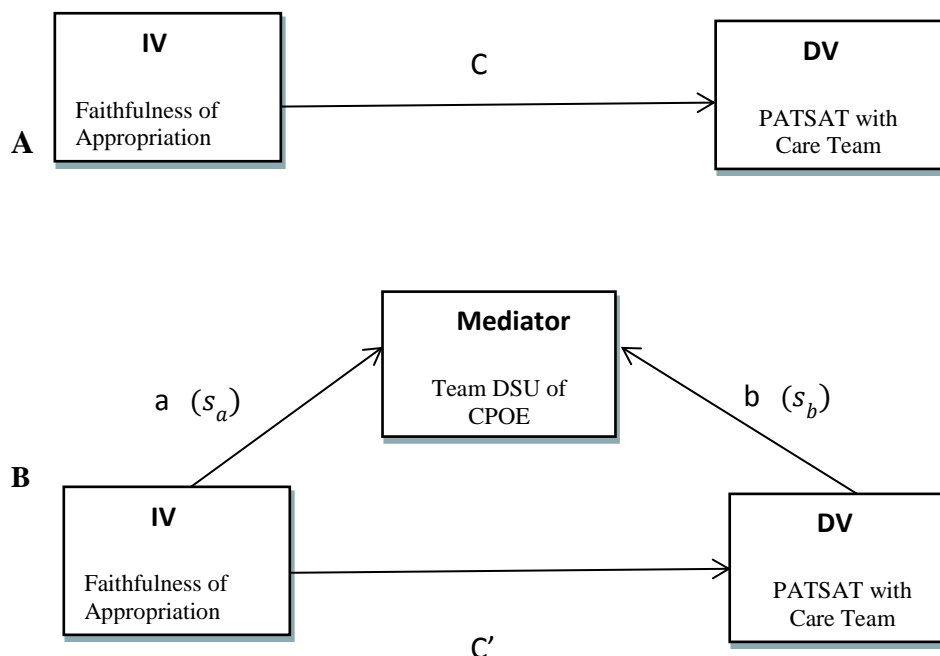 IV
Faithfulness of
Appropriation
C
DV
PATSAT with
Care Team
A
Mediator
Team DSU of
CPOE
a (sₐ)
b (s_b)
B
IV
Faithfulness of
Appropriation
DV
PATSAT with
Care Team
C’